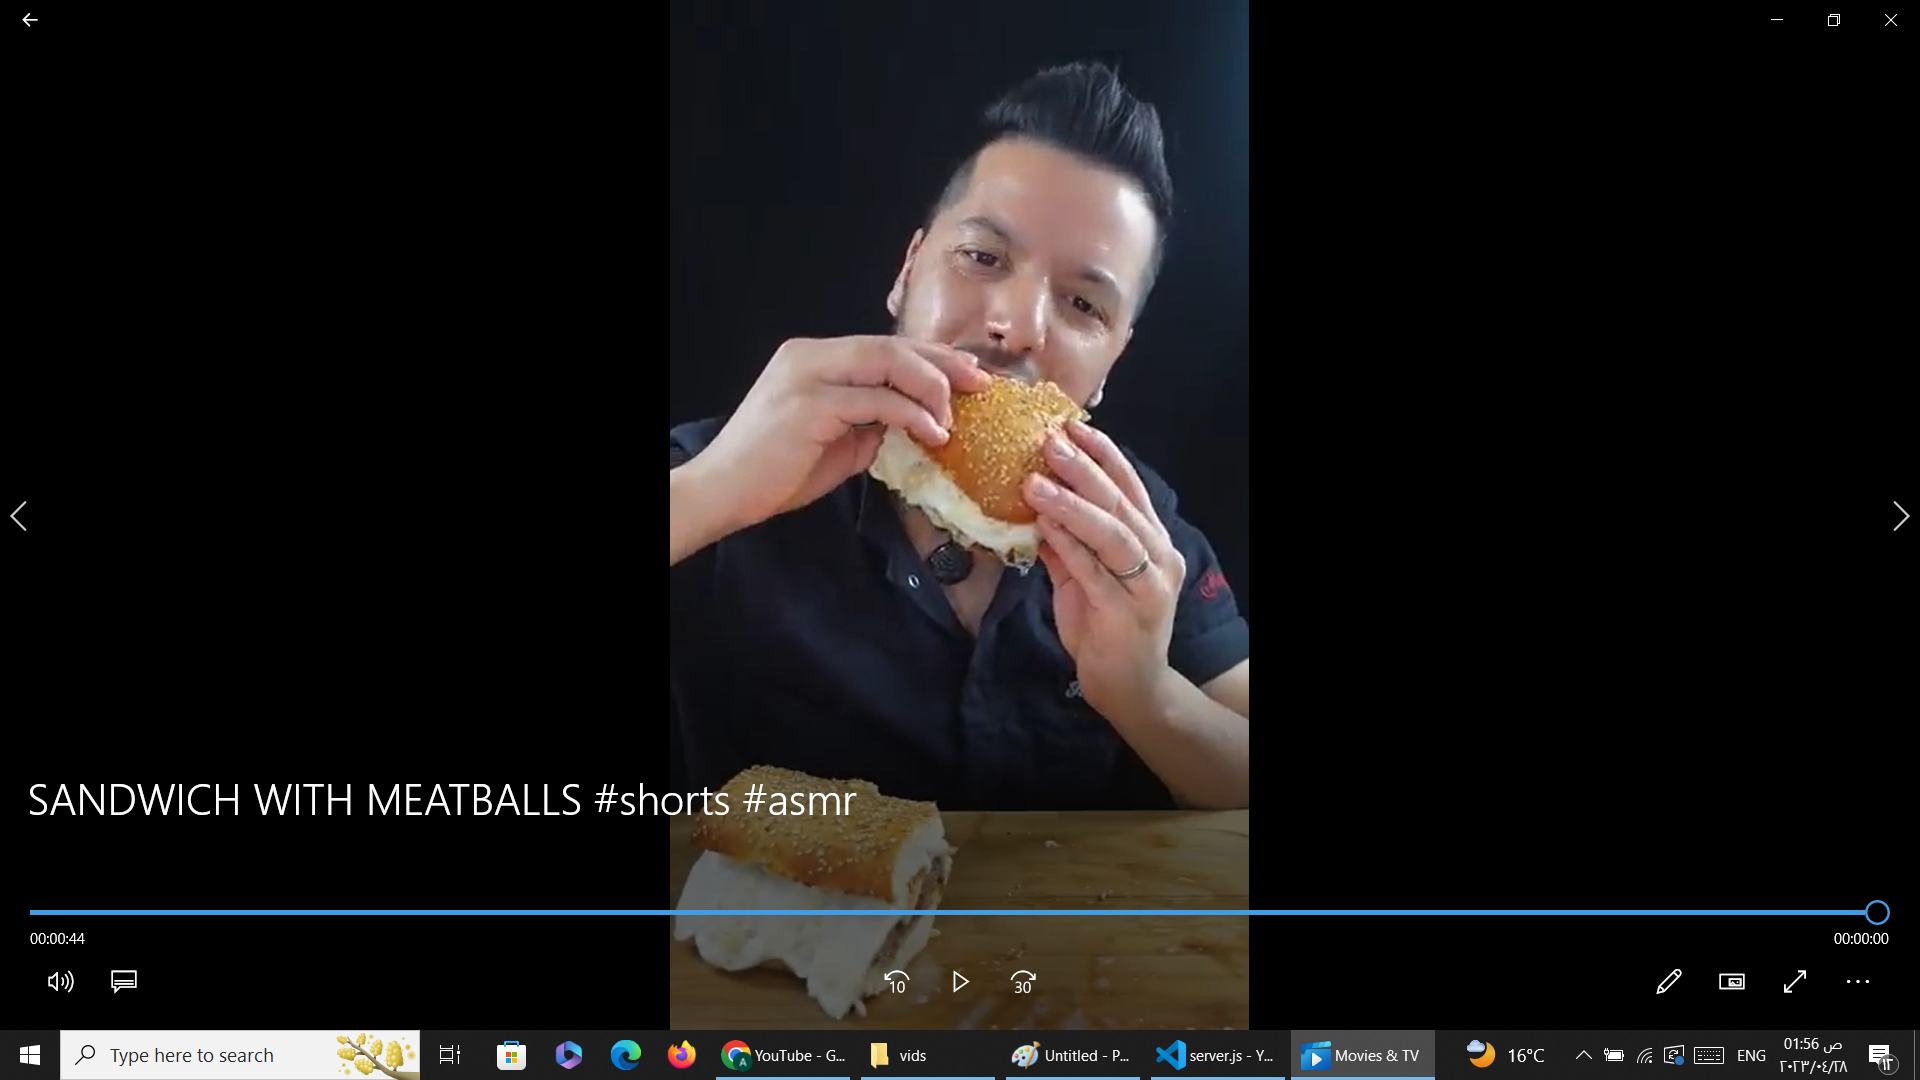 SANDWICH WITH MEATBALLS #shorts #asmr
00:00:44
00:00:00
10
30
Type here to search
YouTube - G...
vids
Untitled - P...
server.js - Y...
Movies & TV
16°C
ENG
01:56 ص
٢٠٢٣/٠٤/٢٨
١٣